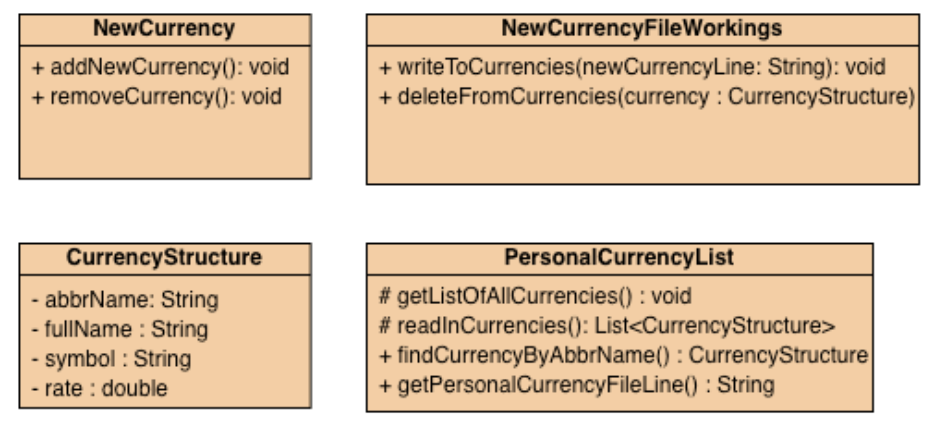 NewCurrency
+ addNewCurrency(): void
+ removeCurrency(): void
NewCurrencyFileWorkings
+ writeToCurrencies(newCurrencyLine: String): void
+ deleteFromCurrencies(currency : CurrencyStructure)
CurrencyStructure
- abbrName: String
- fullName : String
- symbol : String
- rate : double
PersonalCurrencyList
# getListOfAllCurrencies() : void
# readInCurrencies(): List<CurrencyStructure>
+ findCurrencyByAbbrName() : CurrencyStructure
+ getPersonalCurrencyFileLine() : String